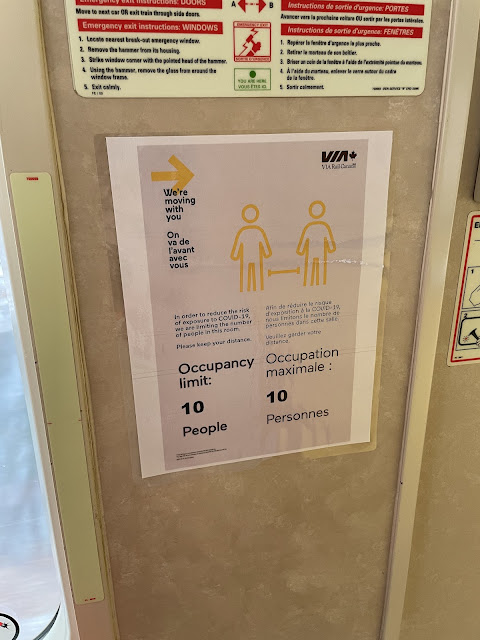 Emergency exit instructions: DOORS
Move to next car OR exit train through side doors.
Emergency exit instructions: WINDOWS
1. Locate nearest break-out emergency window.
2. Remove the hammer from its housing.
3. Strike window corner with the pointed head of the hammer.
4. Using the hammer, remove the glass from around the
window frame.
5. Exit calmly.
A
B
EMERGENCY EXIT
SORTIE D'URGENCE
YOU ARE HERE
VOUS ÊTES ICI
Instructions de sortie d'urgence: PORTES
Avancer vers la prochaine voiture OU sortir par les portes latérales.
Instructions de sortie d'urgence: FENÊTRES
1. Repérer la fenêtre d'urgence la plus proche.
2. Retirer le marteau de son boîtier.
3. Briser un coin de la fenêtre à l'aide de l'extrémité pointue du marteau.
4. À l'aide du marteau, enlever le verre autour du cadre
de la fenêtre.
5. Sortir calmement.
VIA
VIA Rail Canada
We're
moving
with
you
On
va de
l'avant
avec
vous
In order to reduce the risk
of exposure to COVID-19,
we are limiting the number
of people in this room.
Please keep your distance.
Occupancy
limit:
10
People
Afin de réduire le risque
d'exposition à la COVID-19,
nous limitons le nombre de
personnes dans cette salle.
Veuillez garder votre
distance.
Occupation
maximale :
10
Personnes
1